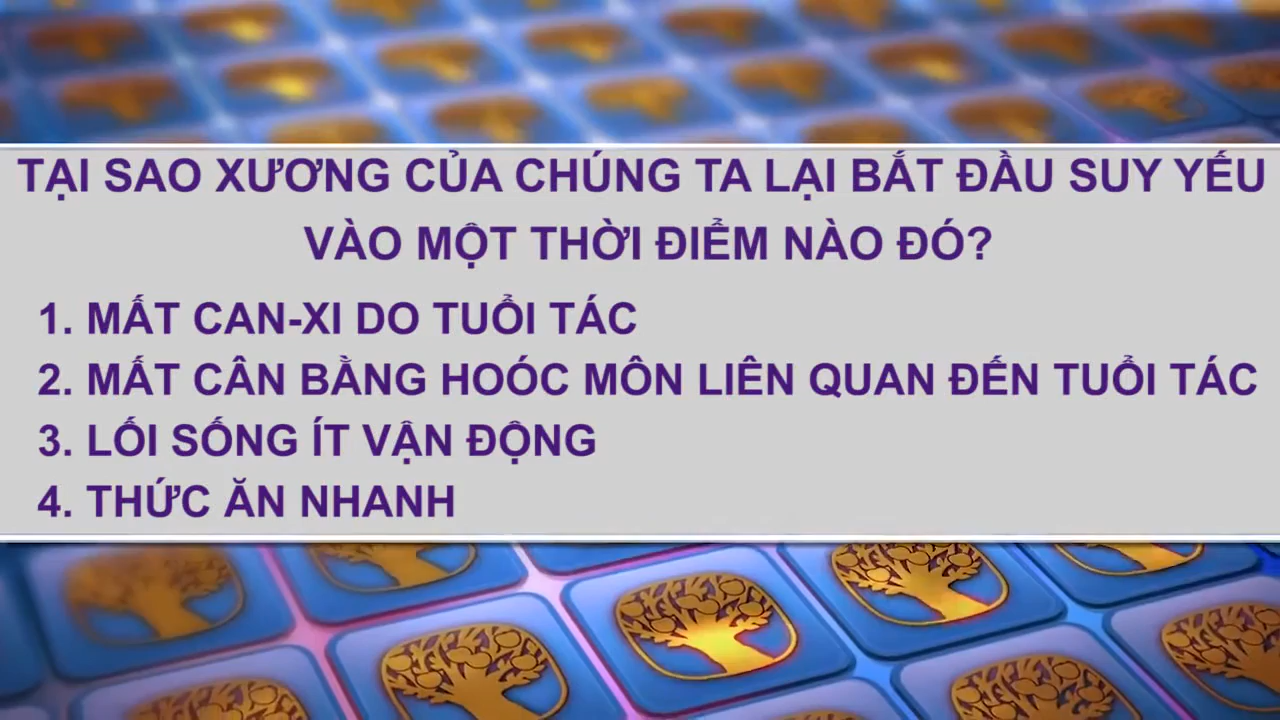 TẠI SAO XƯƠNG CỦA CHÚNG TA LẠI BẮT ĐẦU SUY YẾU
VÀO MỘT THỜI ĐIỂM NÀO ĐÓ?
1. MẤT CAN-XI DO TUỔI TÁC
2. MẤT CÂN BẰNG HOÓC MÔN LIÊN QUAN ĐẾN TUỔI TÁC
3. LỐI SỐNG ÍT VẬN ĐỘNG
4. THỨC ĂN NHANH